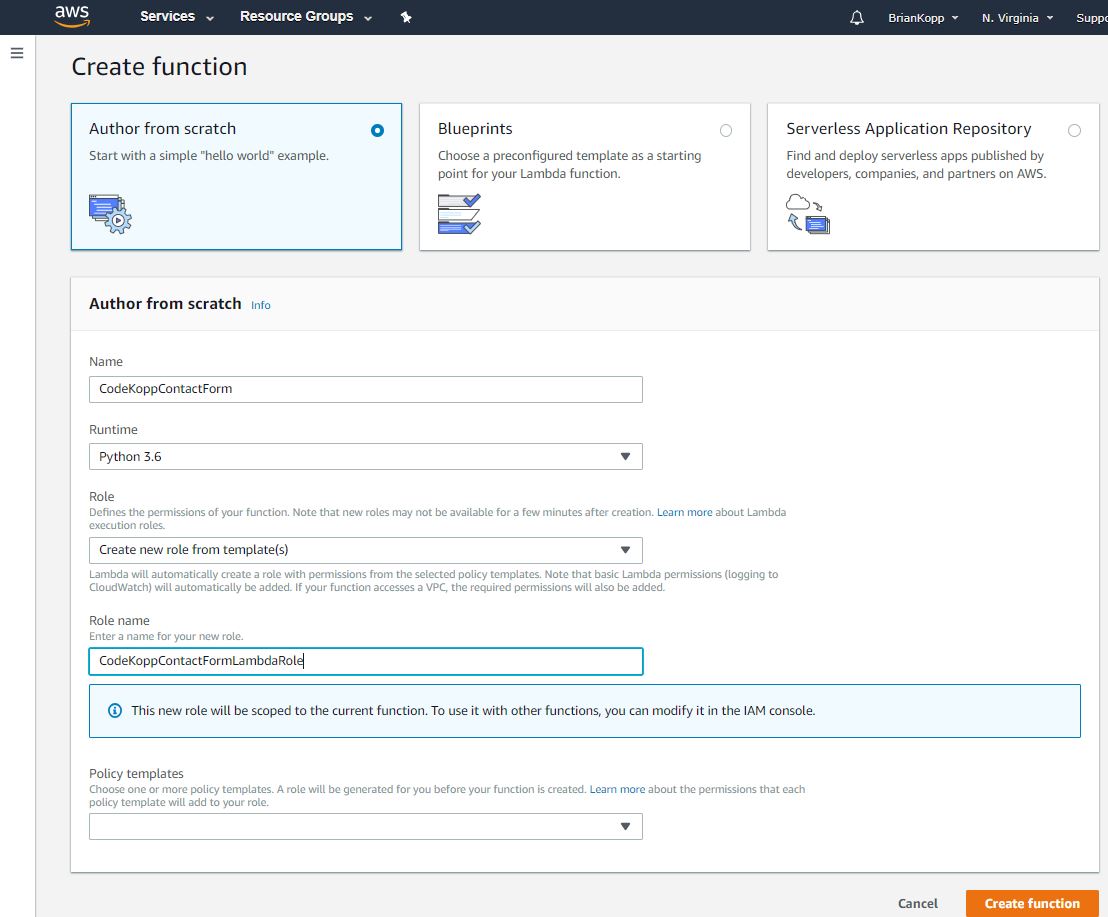 aws
Services
Resource Groups
BrianKopp
N. Virginia
Suppo
Create function
Author from scratch
Start with a simple "hello world" example.
Blueprints
Choose a preconfigured template as a starting
point for your Lambda function.
Serverless Application Repository
Find and deploy serverless apps published by
developers, companies, and partners on AWS.
Author from scratch Info
Name
CodeKoppContactForm
Runtime
Python 3.6
Role
Defines the permissions of your function. Note that new roles may not be available for a few minutes after creation. Learn more about Lambda
execution roles.
Create new role from template(s)
Lambda will automatically create a role with permissions from the selected policy templates. Note that basic Lambda permissions (logging to
CloudWatch) will automatically be added. If your function accesses a VPC, the required permissions will also be added.
Role name
Enter a name for your new role.
CodeKoppContactFormLambdaRole
This new role will be scoped to the current function. To use it with other functions, you can modify it in the IAM console.
Policy templates
Choose one or more policy templates. A role will be generated for you before your function is created. Learn more about the permissions that each
policy template will add to your role.
Cancel
Create function